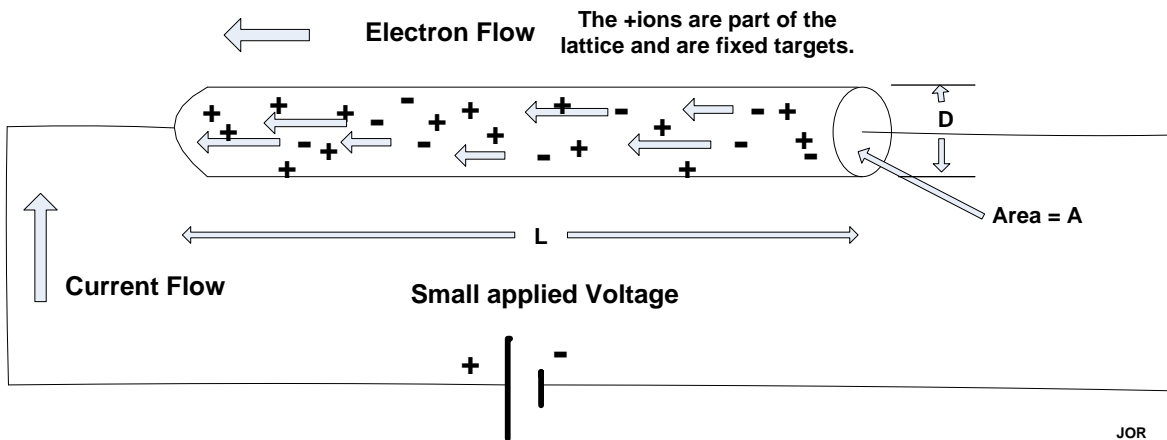 Electron Flow
The +ions are part of the
lattice and are fixed targets.
D
Area = A
L
Current Flow
Small applied Voltage
+ -
JOR